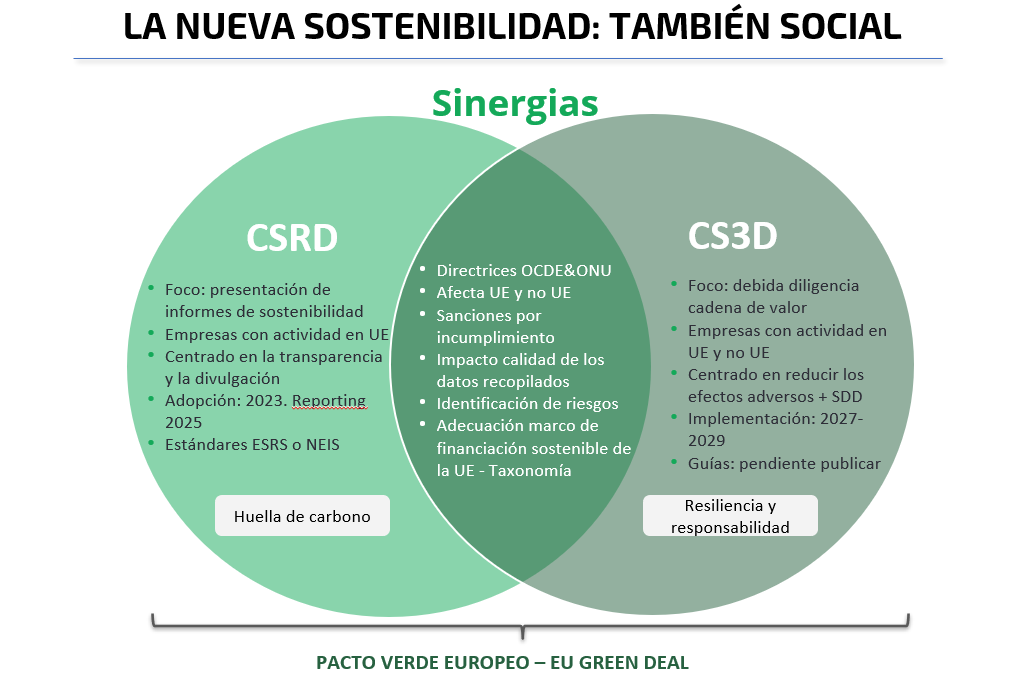 LA NUEVA SOSTENIBILIDAD: TAMBIÉN SOCIAL
Sinergias
CSRD
• Foco: presentación de
informes de sostenibilidad
• Empresas con actividad en UE
• Centrado en la transparencia
y la divulgación
• Adopción: 2023. Reporting
2025
• Estándares ESRS o NEIS
Huella de carbono
• Directrices OCDE&ONU
• Afecta UE y no UE
• Sanciones por
incumplimiento
• Impacto calidad de los
datos recopilados
• Identificación de riesgos
• Adecuación marco de
financiación sostenible de
la UE - Taxonomía
CS3D
• Foco: debida diligencia
cadena de valor
• Empresas con actividad en
UE y no UE
• Centrado en reducir los
efectos adversos + SDD
• Implementación: 2027-
2029
• Guías: pendiente publicar
Resiliencia y
responsabilidad
PACTO VERDE EUROPEO – EU GREEN DEAL